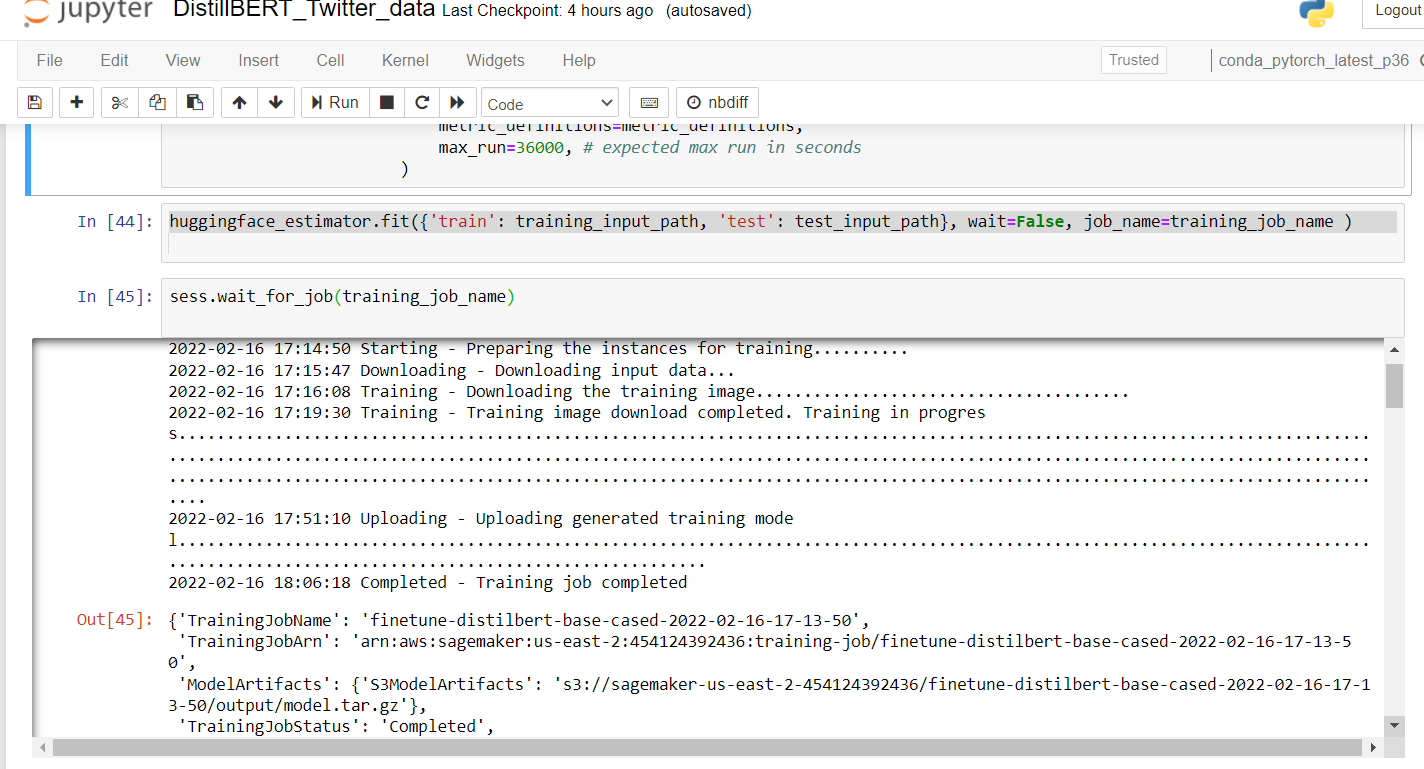 jupyter DistillBERT_Twitter_data Last Checkpoint: 4 hours ago (autosaved)
Logout
File Edit View Insert Cell Kernel Widgets Help
Trusted
conda_pytorch_latest_p36
Run Code nbdiff
metric_definitions=metric_definitions,
max_run=36000, # expected max run in seconds
)
In [44]: huggingface_estimator.fit({'train': training_input_path, 'test': test_input_path}, wait=False, job_name=training_job_name )
In [45]: sess.wait_for_job(training_job_name)
2022-02-16 17:14:50 Starting - Preparing the instances for training..........
2022-02-16 17:15:47 Downloading - Downloading input data...
2022-02-16 17:16:08 Training - Downloading the training image.......................................
2022-02-16 17:19:30 Training - Training image download completed. Training in progres
s............................................................................................................................
.............................................................................................................................
.............................................................................................................................
....
2022-02-16 17:51:10 Uploading - Uploading generated training mode
l............................................................................................................................
........................................................
2022-02-16 18:06:18 Completed - Training job completed
Out[45]: {'TrainingJobName': 'finetune-distilbert-base-cased-2022-02-16-17-13-50',
'TrainingJobArn': 'arn:aws:sagemaker:us-east-2:454124392436:training-job/finetune-distilbert-base-cased-2022-02-16-17-13-5
0',
'ModelArtifacts': {'S3ModelArtifacts': 's3://sagemaker-us-east-2-454124392436/finetune-distilbert-base-cased-2022-02-16-17-1
3-50/output/model.tar.gz'},
'TrainingJobStatus': 'Completed',